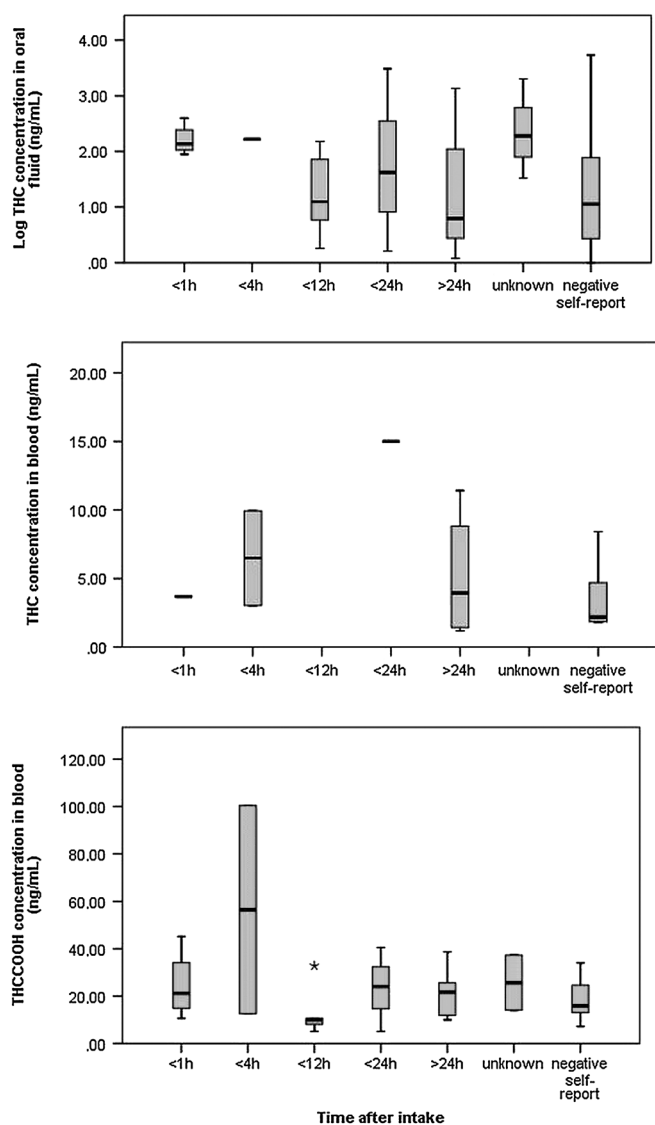 Log THC concentration in oral
fluid (ng/mL)
4.00
3.00
2.00
1.00
.00
<1h <4h <12h <24h >24h unknown negative
self-report
THC concentration in blood (ng/mL)
20.00
15.00
10.00
5.00
.00
<1h <4h <12h <24h >24h unknown negative
self-report
THCCOOH concentration in blood
(ng/mL)
120.00
100.00
80.00
60.00
40.00
20.00
.00
*
<1h <4h <12h <24h >24h unknown negative
self-
report
Time after intake